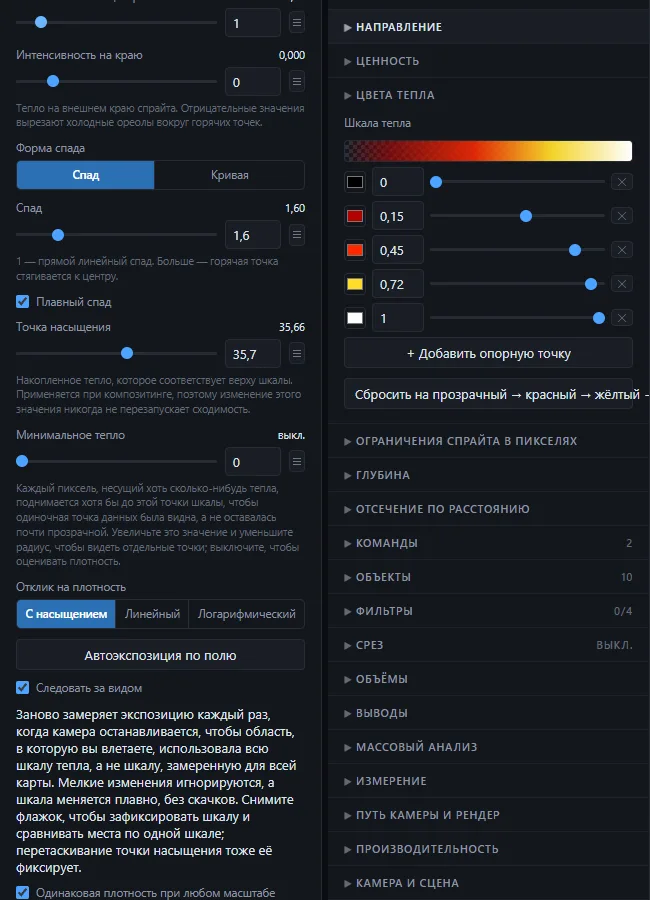 1
Интенсивность на краю 0,000
0
Тепло на внешнем краю спрайта. Отрицательные значения
вырезают холодные ореолы вокруг горячих точек.
Форма спада
Спад Кривая
Спад 1,60
1,6
1 — прямой линейный спад. Больше — горячая точка
стягивается к центру.
Плавный спад
Точка насыщения 35,66
35,7
Накопленное тепло, которое соответствует верху шкалы.
Применяется при композитинге, поэтому изменение этого
значения никогда не перезапускает сходимость.
Минимальное тепло выкл.
0
Каждый пиксель, несущий хоть сколько-нибудь тепла,
поднимается хотя бы до этой точки шкалы, чтобы
одиночная точка данных была видна, а не оставалась
почти прозрачной. Увеличьте это значение и уменьшите
радиус, чтобы видеть отдельные точки; выключите, чтобы
оценивать плотность.
Отклик на плотность
С насыщением Линейный Логарифмический
Автоэкспозиция по полю
Следовать за видом
Заново замеряет экспозицию каждый раз,
когда камера останавливается, чтобы область,
в которую вы влетаете, использовала всю
шкалу тепла, а не шкалу, замеренную для всей
карты. Мелкие изменения игнорируются, а
шкала меняется плавно, без скачков. Снимите
флажок, чтобы зафиксировать шкалу и
сравнивать места по одной шкале;
перетаскивание точки насыщения тоже её
фиксирует.
Одинаковая плотность при любом масштабе
НАПРАВЛЕНИЕ
ЦЕННОСТЬ
ЦВЕТА ТЕПЛА
Шкала тепла
0
0,15
0,45
0,72
1
+ Добавить опорную точку
Сбросить на прозрачный → красный → жёлтый
ОГРАНИЧЕНИЯ СПРАЙТА В ПИКСЕЛЯХ
ГЛУБИНА
ОТСЕЧЕНИЕ ПО РАССТОЯНИЮ
КОМАНДЫ 2
ОБЪЕКТЫ 10
ФИЛЬТРЫ 0/4
СРЕЗ ВЫКЛ.
ОБЪЁМЫ
ВЫВОДЫ
МАССОВЫЙ АНАЛИЗ
ИЗМЕРЕНИЕ
ПУТЬ КАМЕРЫ И РЕНДЕР
ПРОИЗВОДИТЕЛЬНОСТЬ
КАМЕРА И СЦЕНА